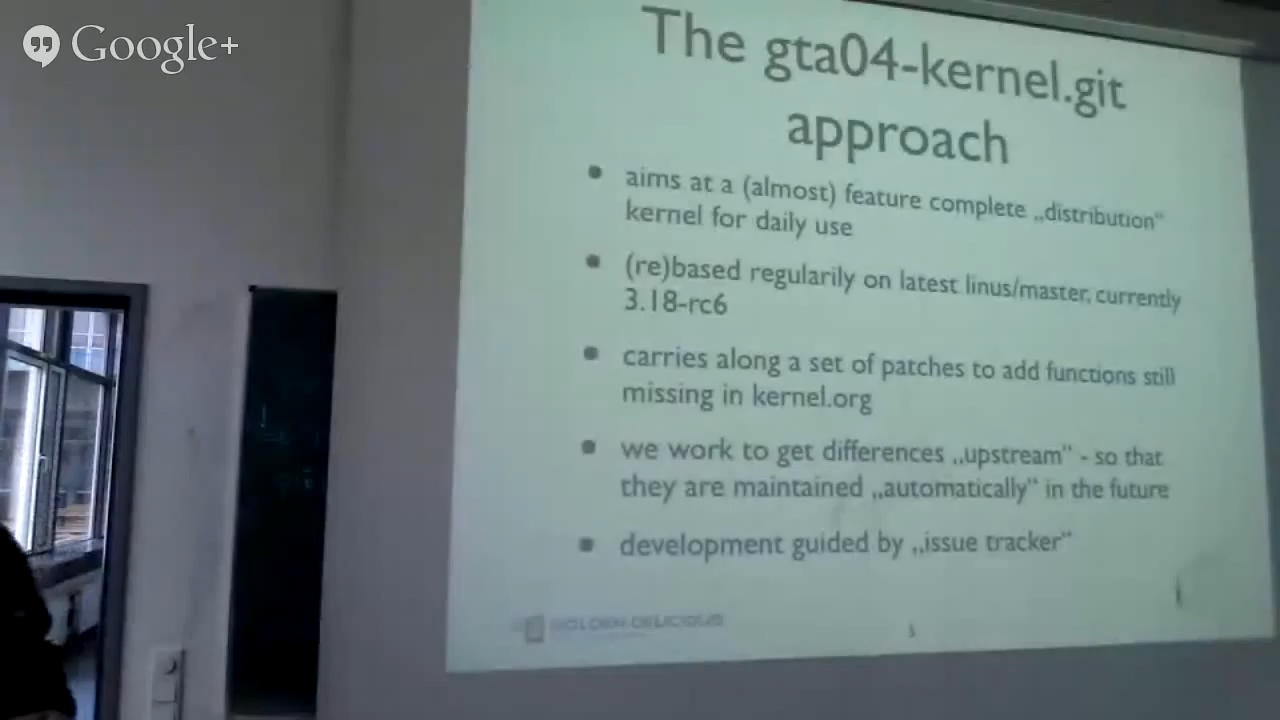 Google+
The gta04-kernel.git
approach
• aims at a (almost) feature complete „distribution“
kernel for daily use
• (re)based regularily on latest linus/master, currently
3.18-rc6
• carries along a set of patches to add functions still
missing in kernel.org
• we work to get differences „upstream“ - so that
they are maintained „automatically“ in the future
• development guided by „issue tracker“
GOLDEN DELICIOUS